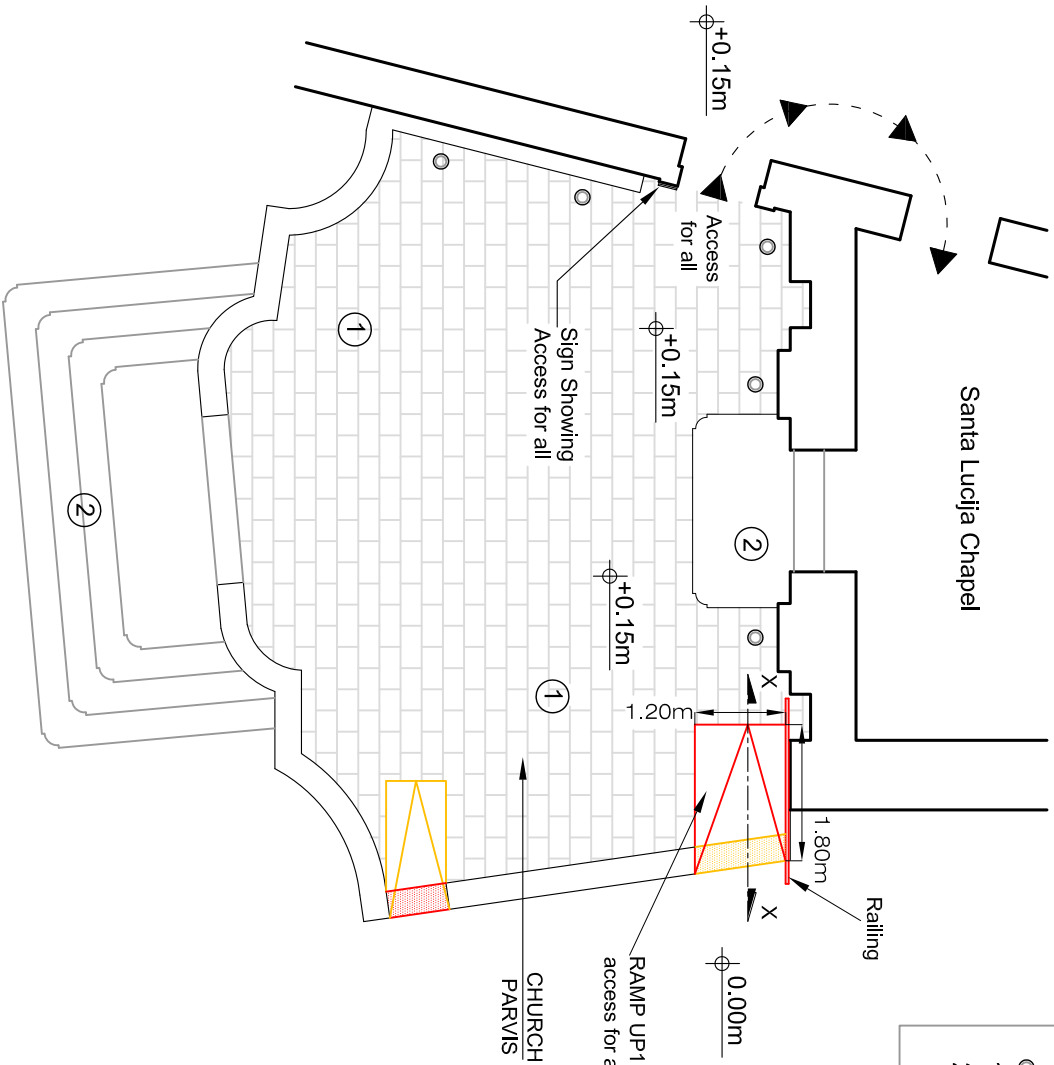 +0.15m
Santa Lucija Chapel
Access
for all
Sign Showing
Access for all
+0.15m
1
2
2
+0.15m
1
X
1.20m
1.80m
X
Railing
0.00m
RAMP UP1
access for a
CHURCH
PARVIS